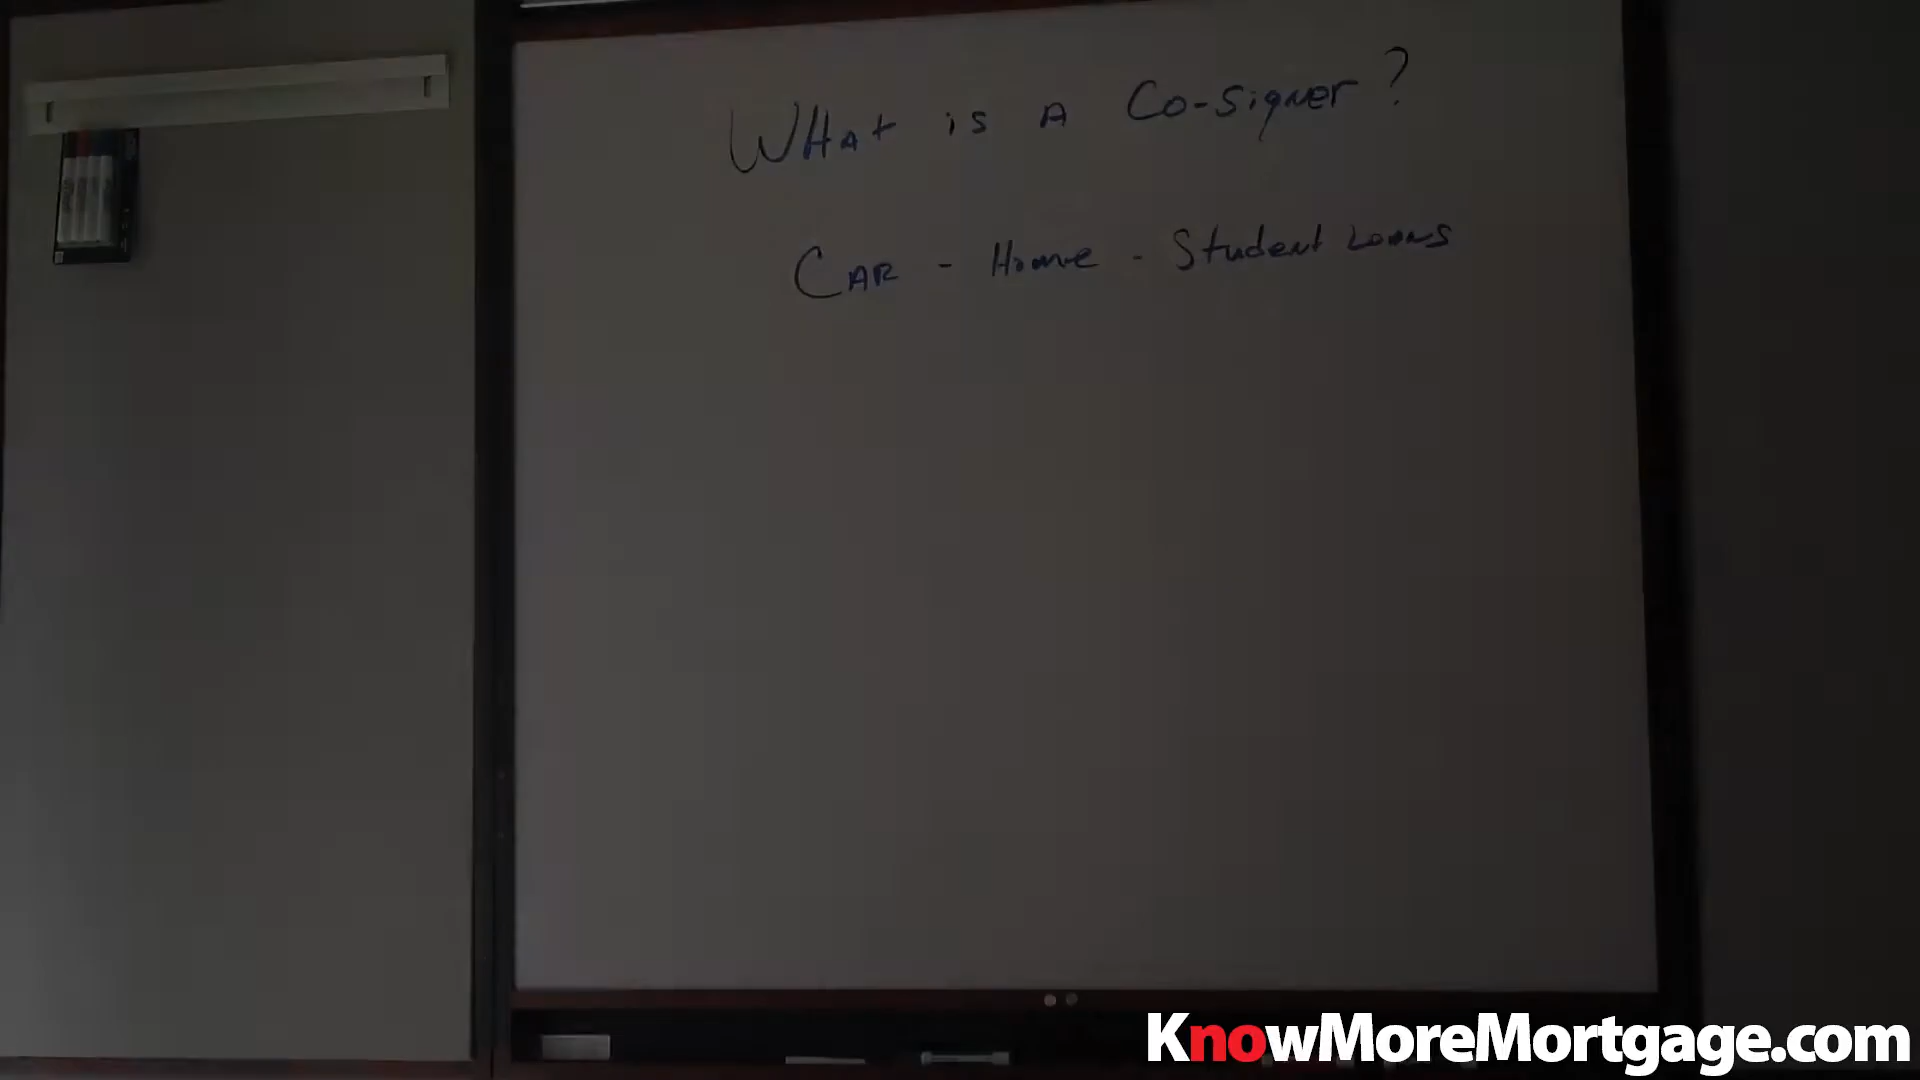 What is A Co-signer?
CAR - Home - Student Loans
KnowMoreMortgage.com